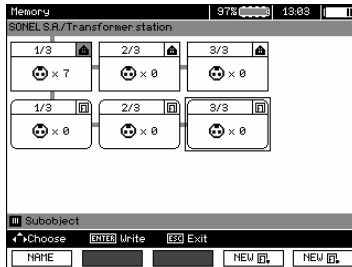 Memory 97% 13:03
SONEL S.A./Transformer station
1/3 2/3 3/3
× 7 × 0 × 0
1/3 2/3 3/3
× 0 × 0 × 0
Subobject
Choose ENTER Write ESC Exit
NAME NEW NEW